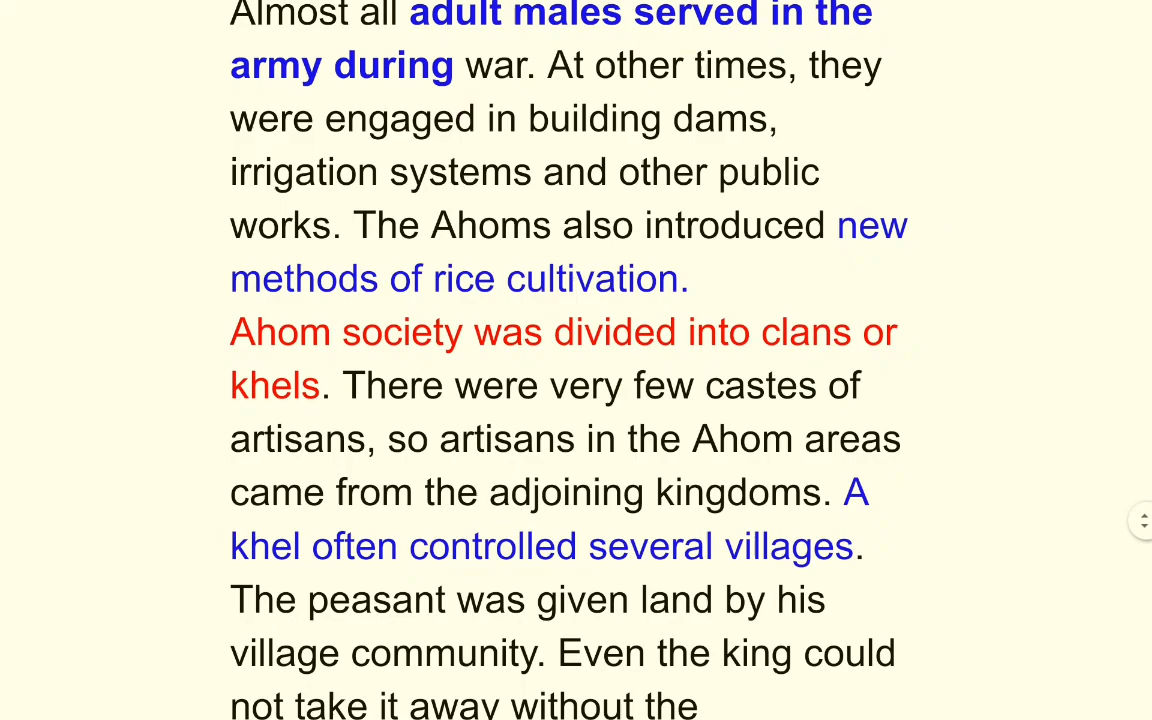 Almost all adult males served in the
army during war. At other times, they
were engaged in building dams,
irrigation systems and other public
works. The Ahoms also introduced new
methods of rice cultivation.
Ahom society was divided into clans or
khels. There were very few castes of
artisans, so artisans in the Ahom areas
came from the adjoining kingdoms. A
khel often controlled several villages.
The peasant was given land by his
village community. Even the king could
not take it away without the